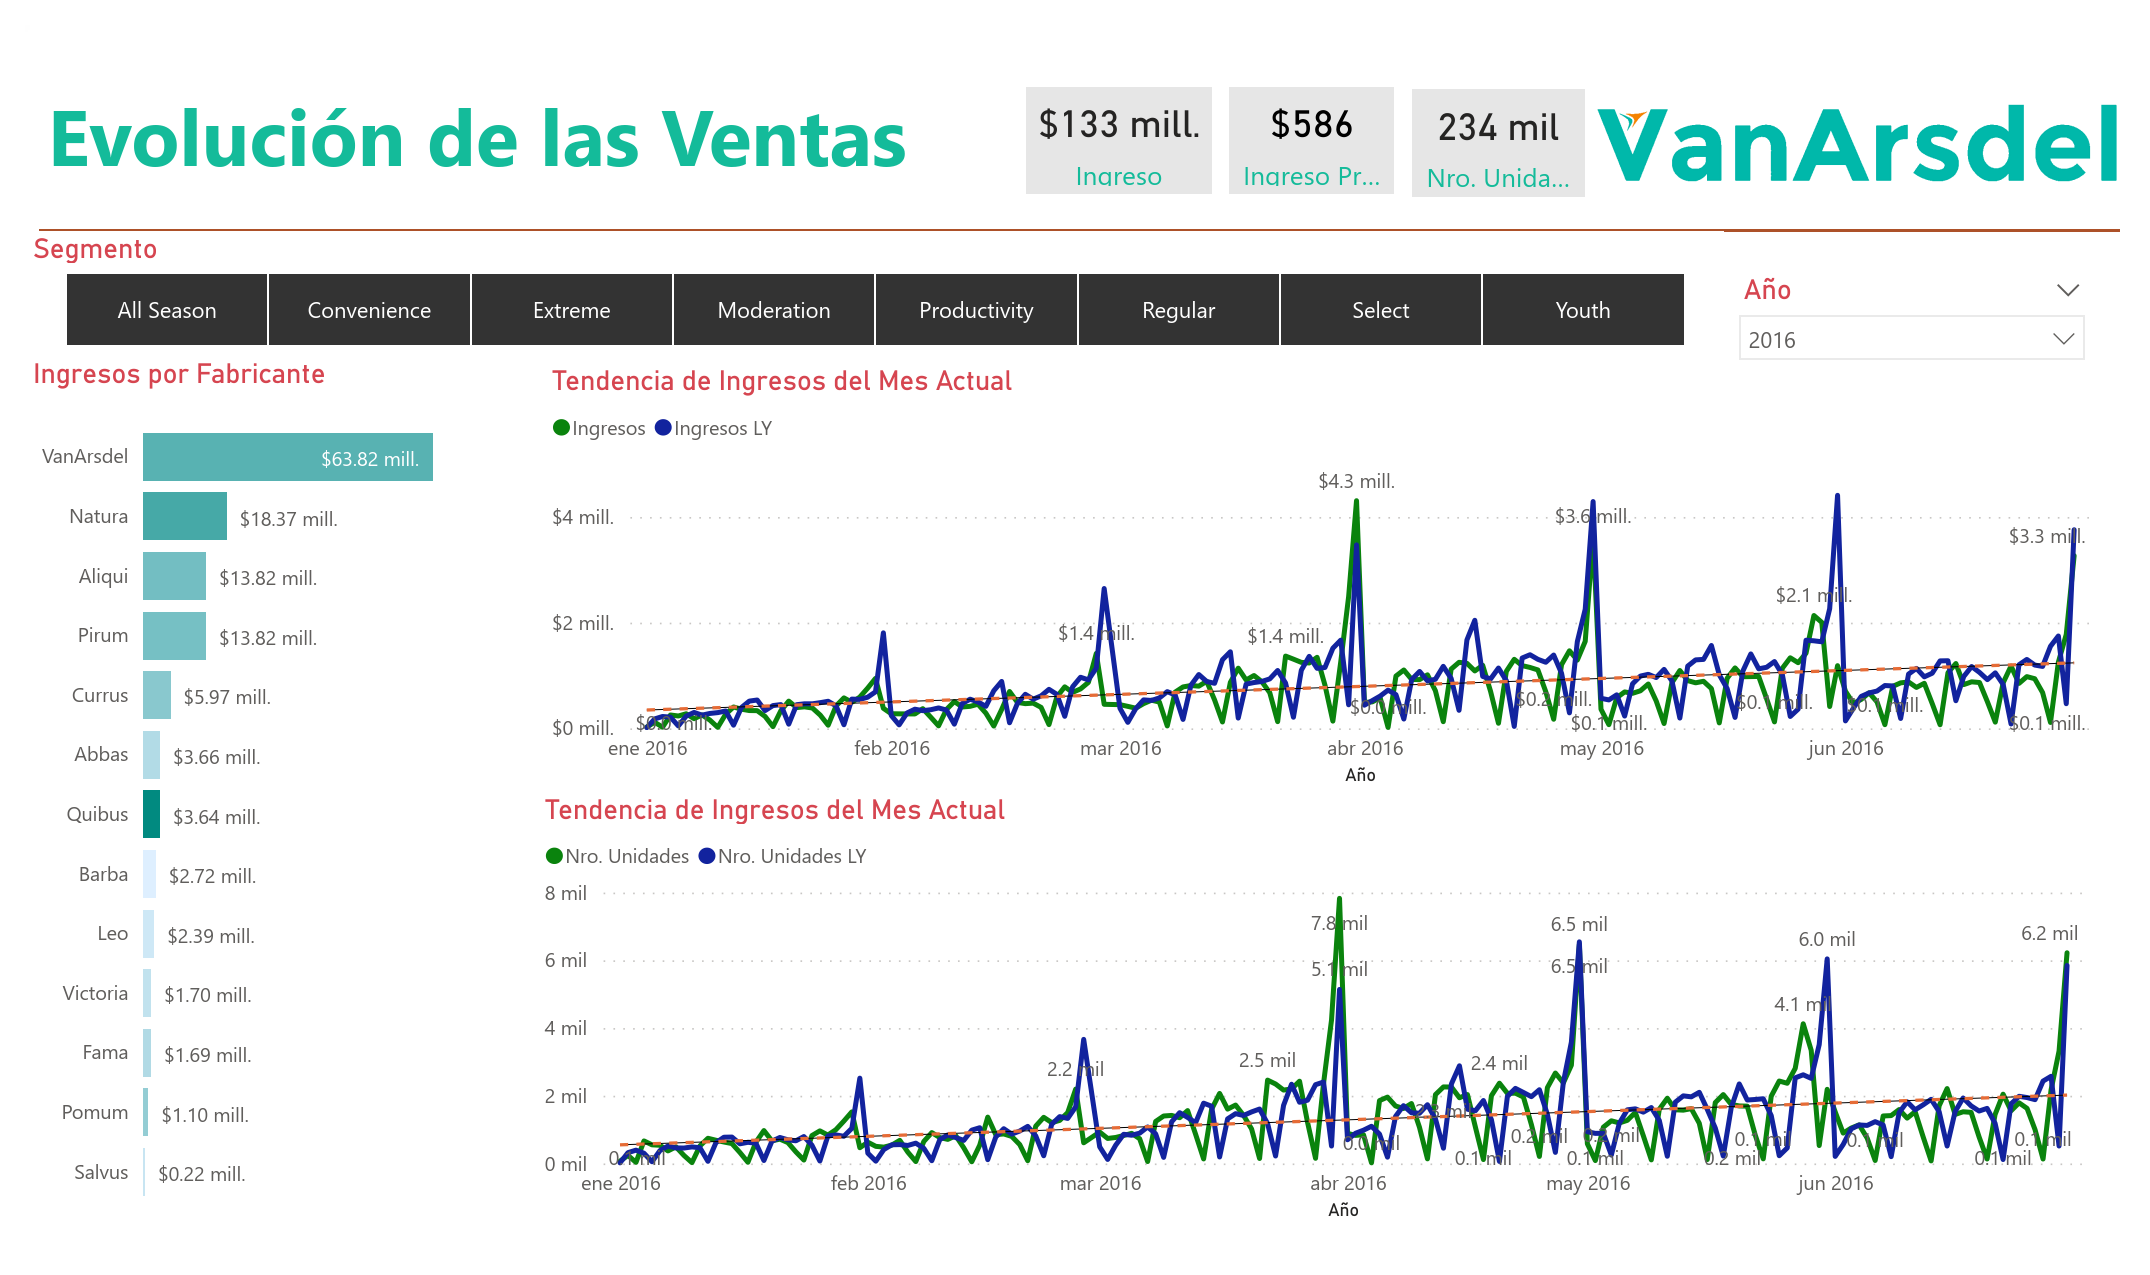 Evolución de las Ventas
$133 mill.
Ingreso
$586
Ingreso Pr...
234 mil
Nro. Unida...
VanArsdel
Segmento
All Season
Convenience
Extreme
Moderation
Productivity
Regular
Select
Youth
Año
2016
Ingresos por Fabricante
VanArsdel
$63.82 mill.
Natura
$18.37 mill.
Aliqui
$13.82 mill.
Pirum
$13.82 mill.
Currus
$5.97 mill.
Abbas
$3.66 mill.
Quibus
$3.64 mill.
Barba
$2.72 mill.
Leo
$2.39 mill.
Victoria
$1.70 mill.
Fama
$1.69 mill.
Pomum
$1.10 mill.
Salvus
$0.22 mill.
Tendencia de Ingresos del Mes Actual
Ingresos
Ingresos LY
$4 mill.
$2 mill.
$0 mill.
$0.0 mill.
$1.4 mill.
$1.4 mill.
$4.3 mill.
$0.0 mill.
$3.6 mill.
$0.2 mill.
$0.1 mill.
$2.1 mill.
$0.1 mill.
$0.1 mill.
$3.3 mill.
$0.1 mill.
ene 2016
feb 2016
mar 2016
abr 2016
may 2016
jun 2016
Año
Tendencia de Ingresos del Mes Actual
Nro. Unidades
Nro. Unidades LY
8 mil
6 mil
4 mil
2 mil
0 mil
0.1 mil
2.2 mil
2.5 mil
7.8 mil
5.1 mil
0.0 mil
2.4 mil
0.1 mil
0.2 mil
6.5 mil
6.5 mil
0.2 mil
0.1 mil
0.2 mil
0.1 mil
4.1 mil
6.0 mil
0.1 mil
6.2 mil
0.1 mil
0.1 mil
ene 2016
feb 2016
mar 2016
abr 2016
may 2016
jun 2016
Año